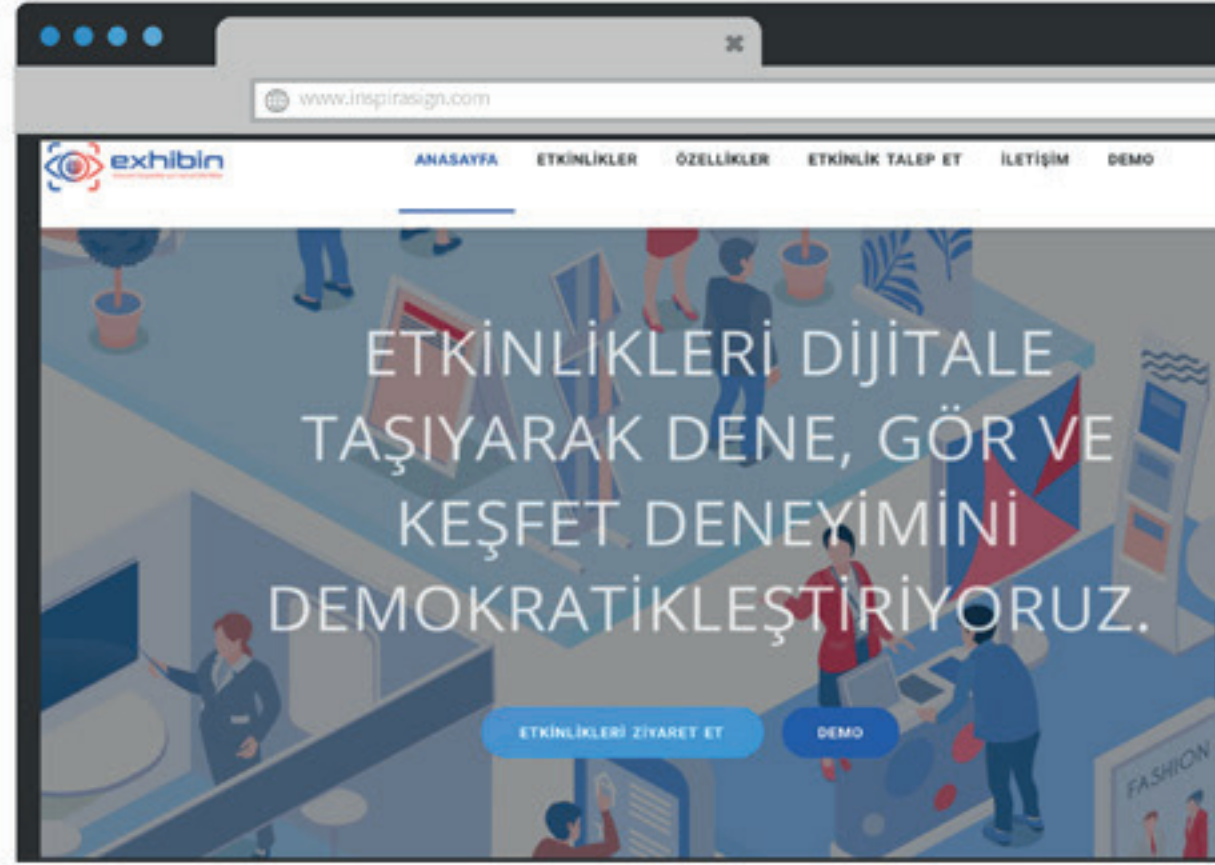 www.inspirasign.com
exhibin
ANASAYFA ETKİNLİKLER ÖZELLİKLER ETKİNLİK TALEP ET İLETİŞİM DEMO
ETKİNLİKLERİ DİJİTALE
TAŞIYARAK DENE, GÖR VE
KEŞFET DENEYİMİNİ
DEMOKRATİKLEŞTİRİYORUZ.
ETKİNLİKLERİ ZİYARET ET DEMO
FASHION